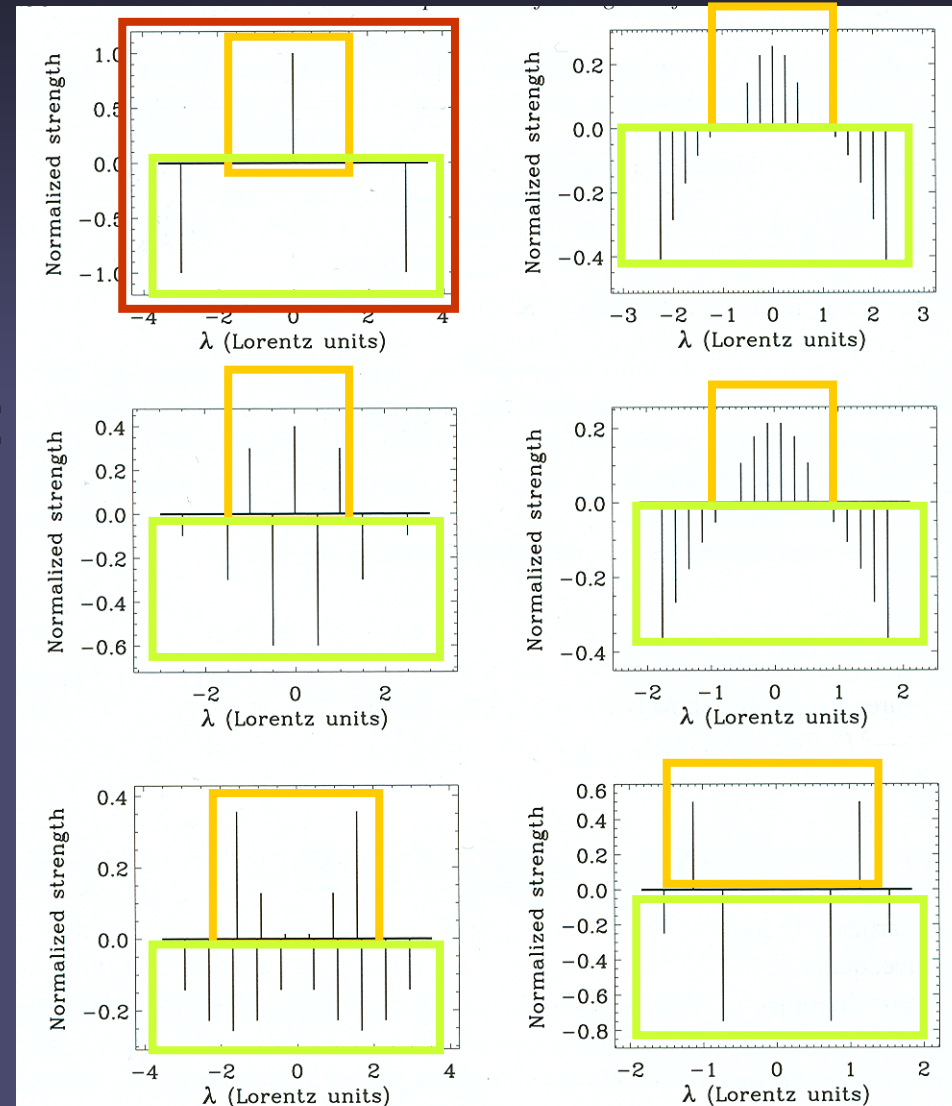 1.0
0.5
0.0
−0.5
−1.0
Normalized strength
−4 −2 0 2 4
λ (Lorentz units)
0.2
0.0
−0.2
−0.4
Normalized strength
−3 −2 −1 0 1 2 3
λ (Lorentz units)
0.4
0.2
0.0
−0.2
−0.4
−0.6
Normalized strength
−2 0 2
λ (Lorentz units)
0.2
0.0
−0.2
−0.4
Normalized strength
−2 −1 0 1 2
λ (Lorentz units)
0.4
0.2
0.0
−0.2
Normalized strength
−4 −2 0 2 4
λ (Lorentz units)
0.6
0.4
0.2
0.0
−0.2
−0.4
−0.6
−0.8
Normalized strength
−2 −1 0 1 2
λ (Lorentz units)